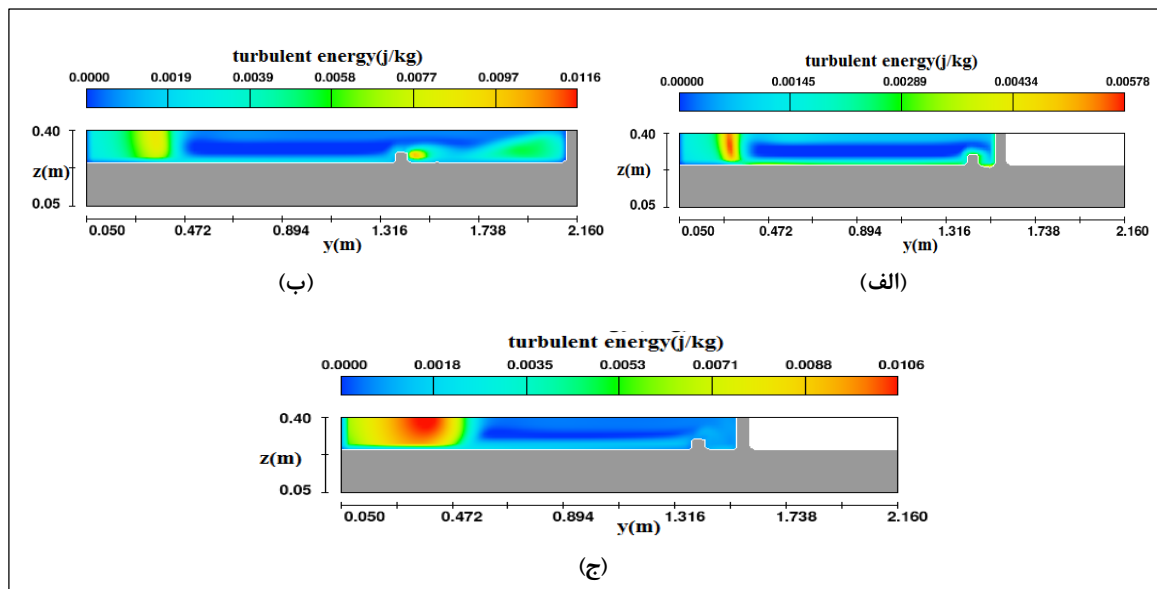 turbulent energy(j/kg)
0.0000 0.0019 0.0039 0.0058 0.0077 0.0097 0.0116
0.40
z(m)
0.05
0.050 0.472 0.894 1.316 1.738 2.160
y(m)
(ب)
turbulent energy(j/kg)
0.00000 0.00145 0.00289 0.00434 0.00578
0.40
z(m)
0.05
0.050 0.472 0.894 1.316 1.738 2.160
y(m)
(الف)
turbulent energy(j/kg)
0.0000 0.0018 0.0035 0.0053 0.0071 0.0088 0.0106
0.40
z(m)
0.05
0.050 0.472 0.894 1.316 1.738 2.160
y(m)
(ج)